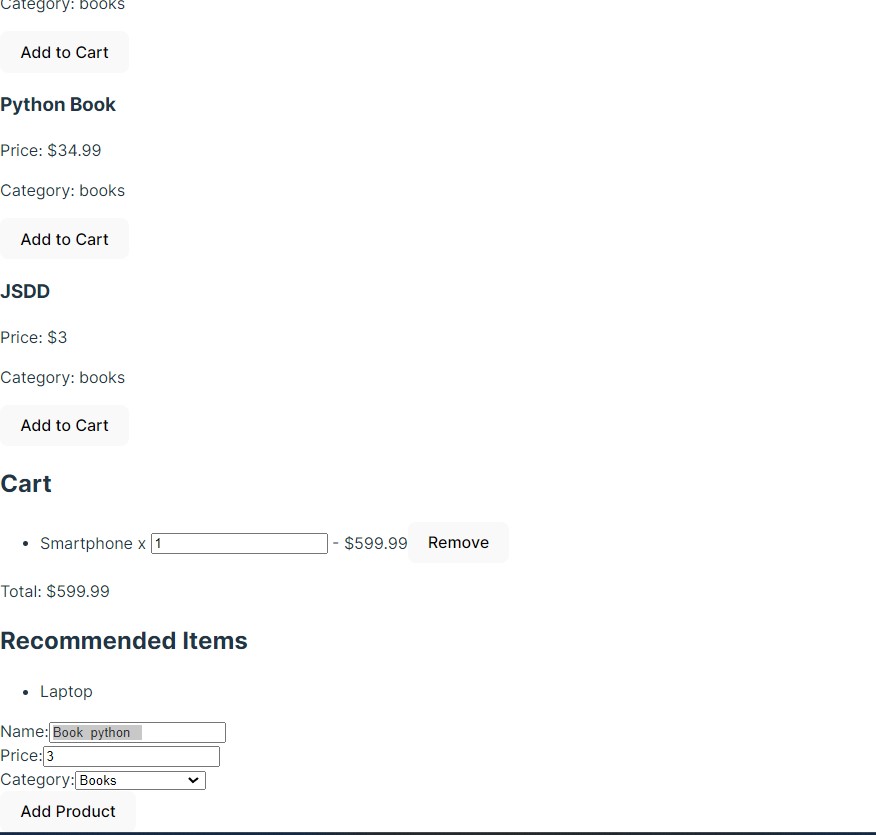 Category: books
Add to Cart
Python Book
Price: $34.99
Category: books
Add to Cart
JSDD
Price: $3
Category: books
Add to Cart
Cart
• Smartphone x 1 - $599.99 Remove
Total: $599.99
Recommended Items
• Laptop
Name: Book python
Price: 3
Category: Books
Add Product